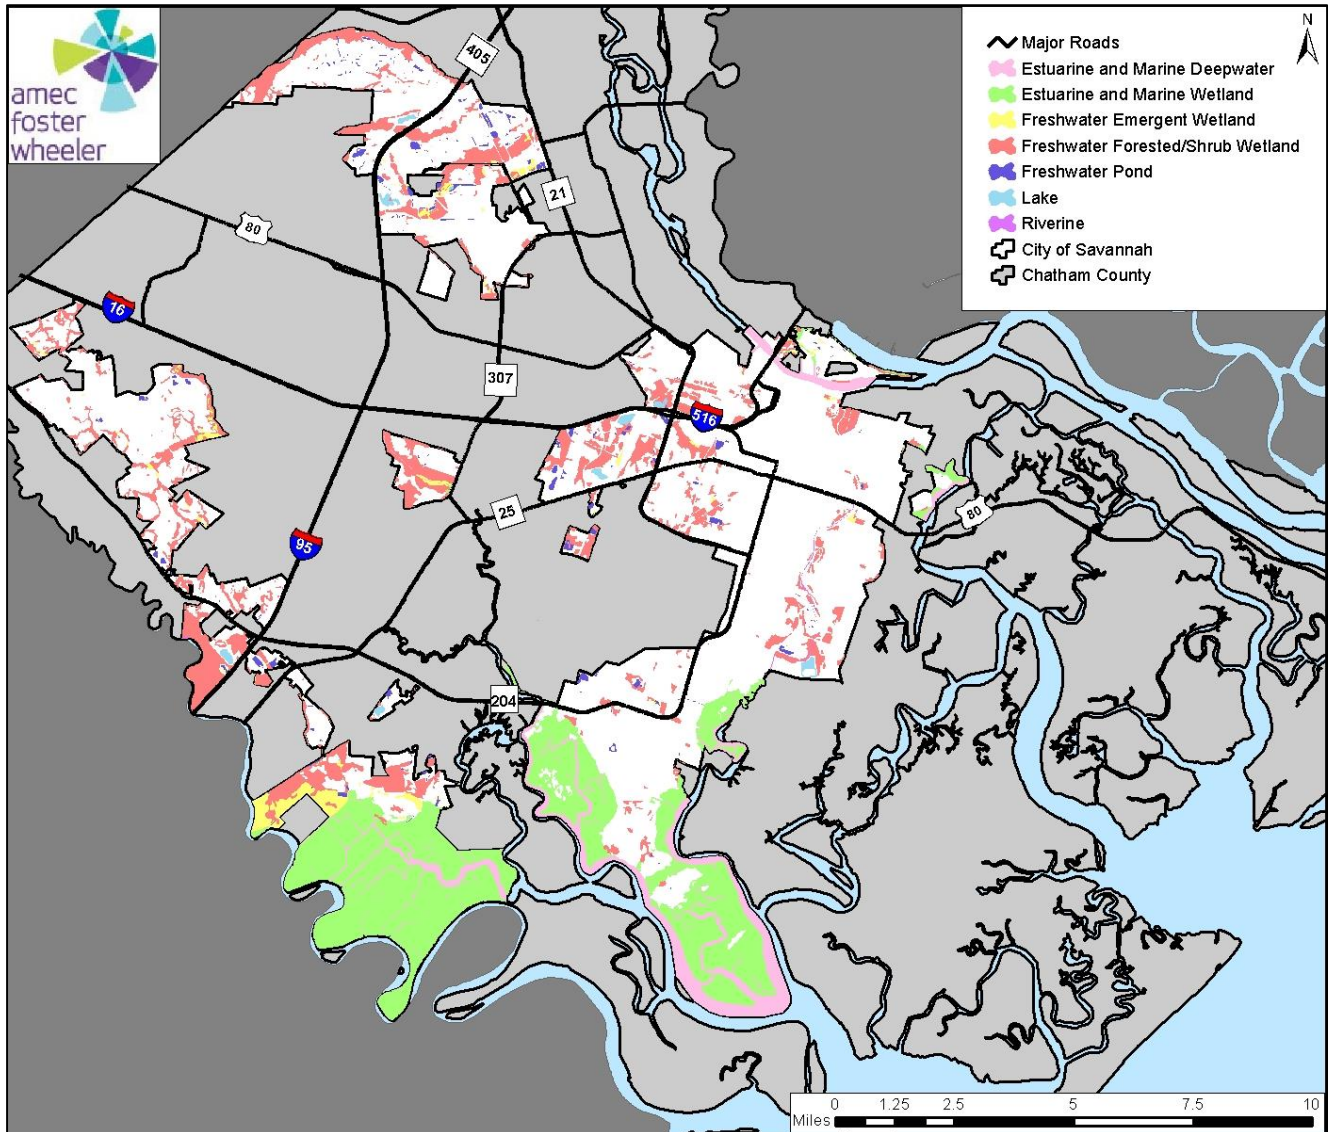 amec
foster
wheeler
N
Major Roads
Estuarine and Marine Deepwater
Estuarine and Marine Wetland
Freshwater Emergent Wetland
Freshwater Forested/Shrub Wetland
Freshwater Pond
Lake
Riverine
City of Savannah
Chatham County
405
21
80
16
307
516
25
80
95
204
0 1.25 2.5 5 7.5 10
Miles